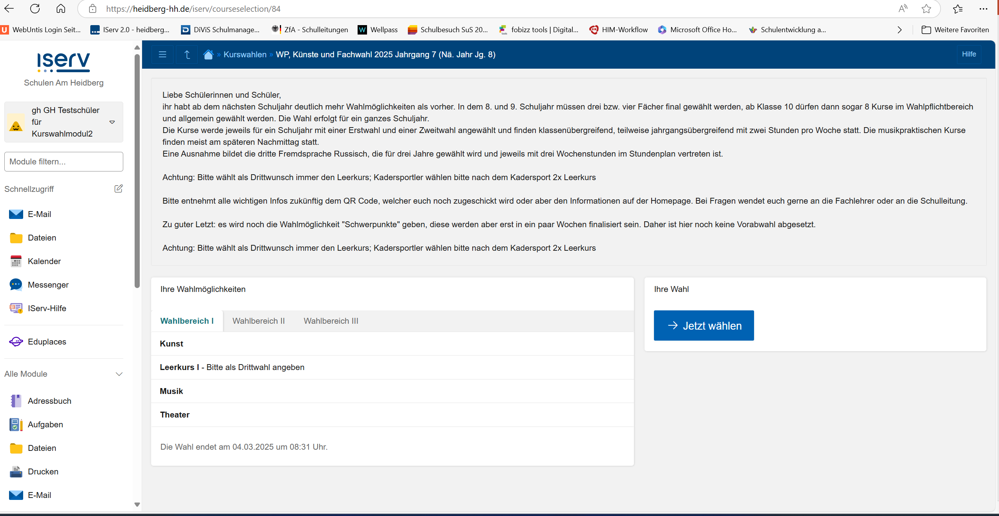 https://heidberg-hh.de/iserv/courseselection/84
WebUntis Login Seit... IServ 2.0 - heidberg... DiViS Schulmanage... ZfA - Schulleitungen Wellpass Schulbesuch SuS 20... fobizz tools | Digital... HIM-Workflow Microsoft Office Ho... Schulentwicklung a... Weitere Favoriten
Iserv
Schulen Am Heidberg
gh GH Testschüler
für
Kurswahlmodul2
Module filtern...
Schnellzugriff
E-Mail
Dateien
Kalender
Messenger
IServ-Hilfe
Eduplaces
Alle Module
Adressbuch
Aufgaben
Dateien
Drucken
E-Mail
» Kurswahlen » WP, Künste und Fachwahl 2025 Jahrgang 7 (Nä. Jahr Jg. 8)
Hilfe
Liebe Schülerinnen und Schüler,
ihr habt ab dem nächsten Schuljahr deutlich mehr Wahlmöglichkeiten als vorher. In dem 8. und 9. Schuljahr müssen drei bzw. vier Fächer final gewählt werden, ab Klasse 10 dürfen dann sogar 8 Kurse im Wahlpflichtbereich
und allgemein gewählt werden. Die Wahl erfolgt für ein ganzes Schuljahr.
Die Kurse werde jeweils für ein Schuljahr mit einer Erstwahl und einer Zweitwahl angewählt und finden klassenübergreifend, teilweise jahrgangsübergreifend mit zwei Stunden pro Woche statt. Die musikpraktischen Kurse
finden meist am späteren Nachmittag statt.
Eine Ausnahme bildet die dritte Fremdsprache Russisch, die für drei Jahre gewählt wird und jeweils mit drei Wochenstunden im Stundenplan vertreten ist.
Achtung: Bitte wählt als Drittwunsch immer den Leerkurs; Kadersportler wählen bitte nach dem Kadersport 2x Leerkurs
Bitte entnehmt alle wichtigen Infos zukünftig dem QR Code, welcher euch noch zugeschickt wird oder aber den Informationen auf der Homepage. Bei Fragen wendet euch gerne an die Fachlehrer oder an die Schulleitung.
Zu guter Letzt: es wird noch die Wahlmöglichkeit "Schwerpunkte" geben, diese werden aber erst in ein paar Wochen finalisiert sein. Daher ist hier noch keine Vorabwahl abgesetzt.
Achtung: Bitte wählt als Drittwunsch immer den Leerkurs; Kadersportler wählen bitte nach dem Kadersport 2x Leerkurs
Ihre Wahlmöglichkeiten
Wahlbereich I Wahlbereich II Wahlbereich III
Kunst
Leerkurs I - Bitte als Drittwahl angeben
Musik
Theater
Die Wahl endet am 04.03.2025 um 08:31 Uhr.
Ihre Wahl
Jetzt wählen